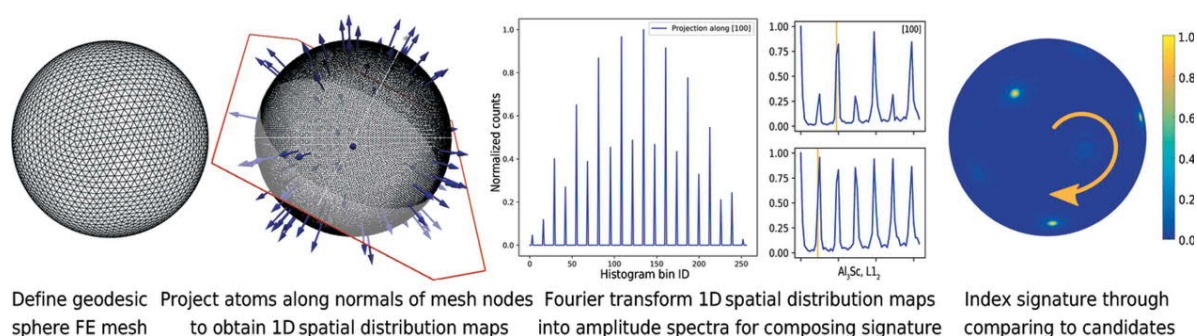 Projection along [100]
Normalized counts
1.0
0.8
0.6
0.4
0.2
0.0
0
50
100
150
200
250
Histogram bin ID
[100]
1.00
0.75
0.50
0.25
0.00
1.00
0.75
0.50
0.25
0.00
Al3Sc, L12
1.0
0.8
0.6
0.4
0.2
0.0
Define geodesic
sphere FE mesh
Project atoms along normals of mesh nodes
to obtain 1D spatial distribution maps
Fourier transform 1D spatial distribution maps
into amplitude spectra for composing signature
Index signature through
comparing to candidates